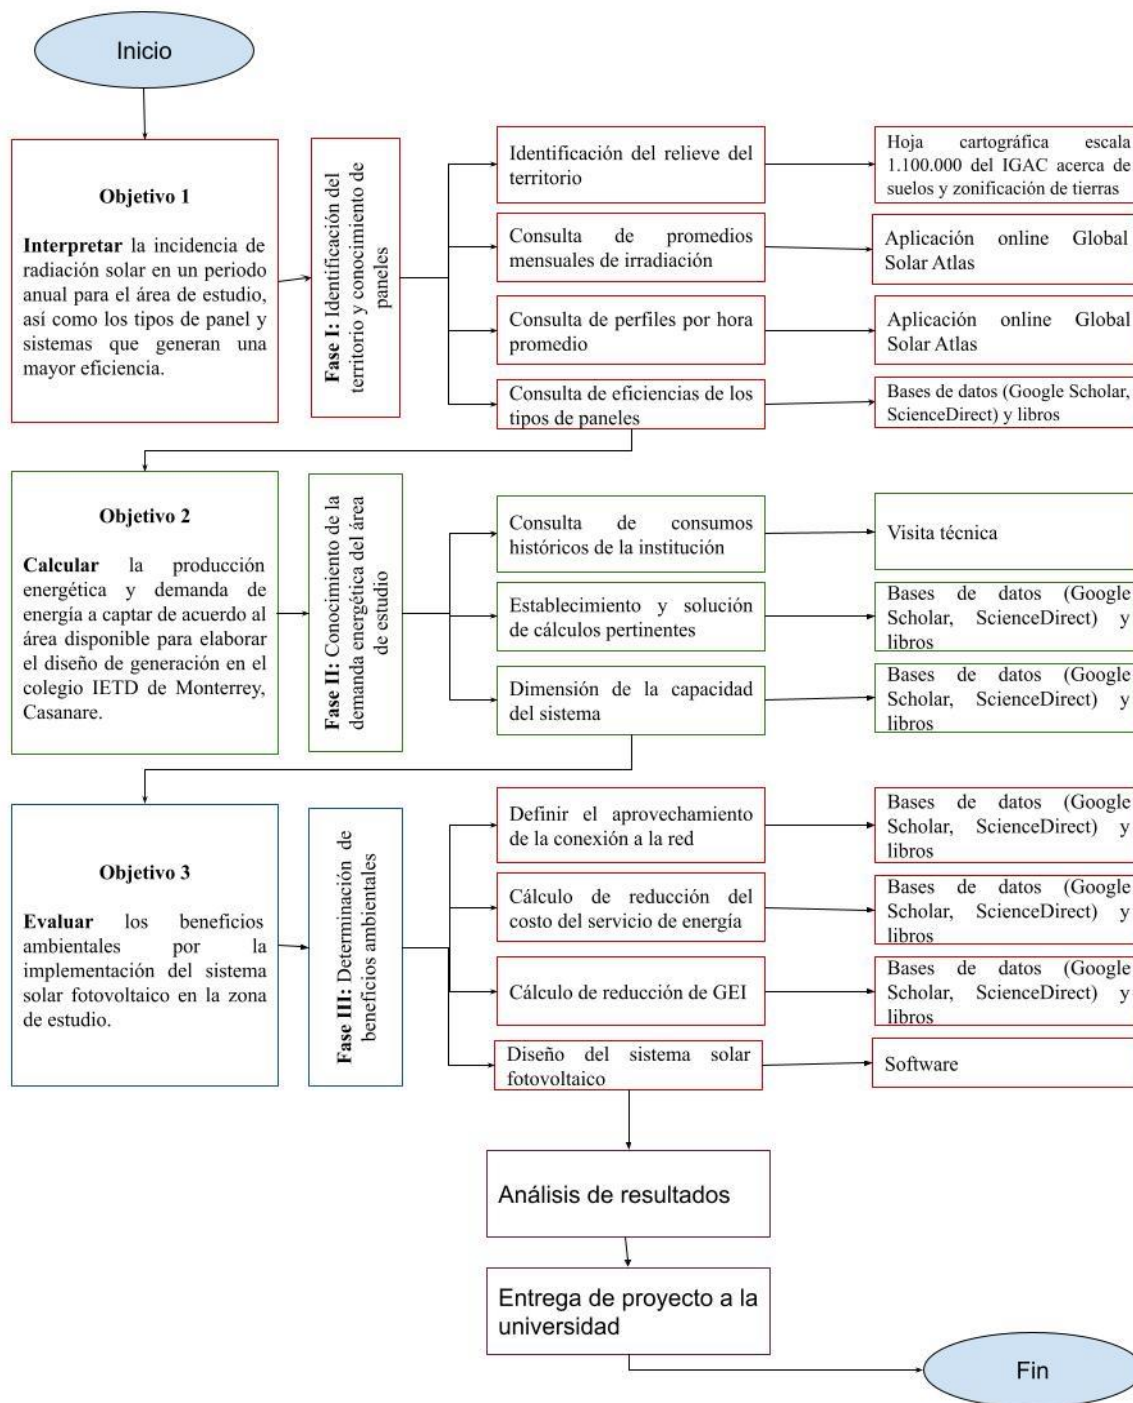 Inicio
Objetivo 1
Interpretar la incidencia de
radiación solar en un periodo
anual para el área de estudio,
así como los tipos de panel y
sistemas que generan una
mayor eficiencia.
Fase I: Identificación del
territorio y conocimiento de
paneles
Identificación del relieve del
territorio
Hoja cartográfica escala
1.100.000 del IGAC acerca de
suelos y zonificación de tierras
Consulta de promedios
mensuales de irradiación
Aplicación online Global
Solar Atlas
Consulta de perfiles por hora
promedio
Aplicación online Global
Solar Atlas
Consulta de eficiencias de los
tipos de paneles
Bases de datos (Google Scholar,
ScienceDirect) y libros
Objetivo 2
Calcular la producción
energética y demanda de
energía a captar de acuerdo al
área disponible para elaborar
el diseño de generación en el
colegio IETD de Monterrey,
Casanare.
Fase II: Conocimiento de la
demanda energética del área
de estudio
Consulta de consumos
históricos de la institución
Visita técnica
Establecimiento y solución
de cálculos pertinentes
Bases de datos (Google
Scholar, ScienceDirect) y
libros
Dimensión de la capacidad
del sistema
Bases de datos (Google
Scholar, ScienceDirect) y
libros
Objetivo 3
Evaluar los beneficios
ambientales por la
implementación del sistema
solar fotovoltaico en la zona
de estudio.
Fase III: Determinación de
beneficios ambientales
Definir el aprovechamiento
de la conexión a la red
Bases de datos (Google
Scholar, ScienceDirect) y
libros
Cálculo de reducción del
costo del servicio de energía
Bases de datos (Google
Scholar, ScienceDirect) y
libros
Cálculo de reducción de GEI
Bases de datos (Google
Scholar, ScienceDirect) y
libros
Diseño del sistema solar
fotovoltaico
Software
Análisis de resultados
Entrega de proyecto a la
universidad
Fin